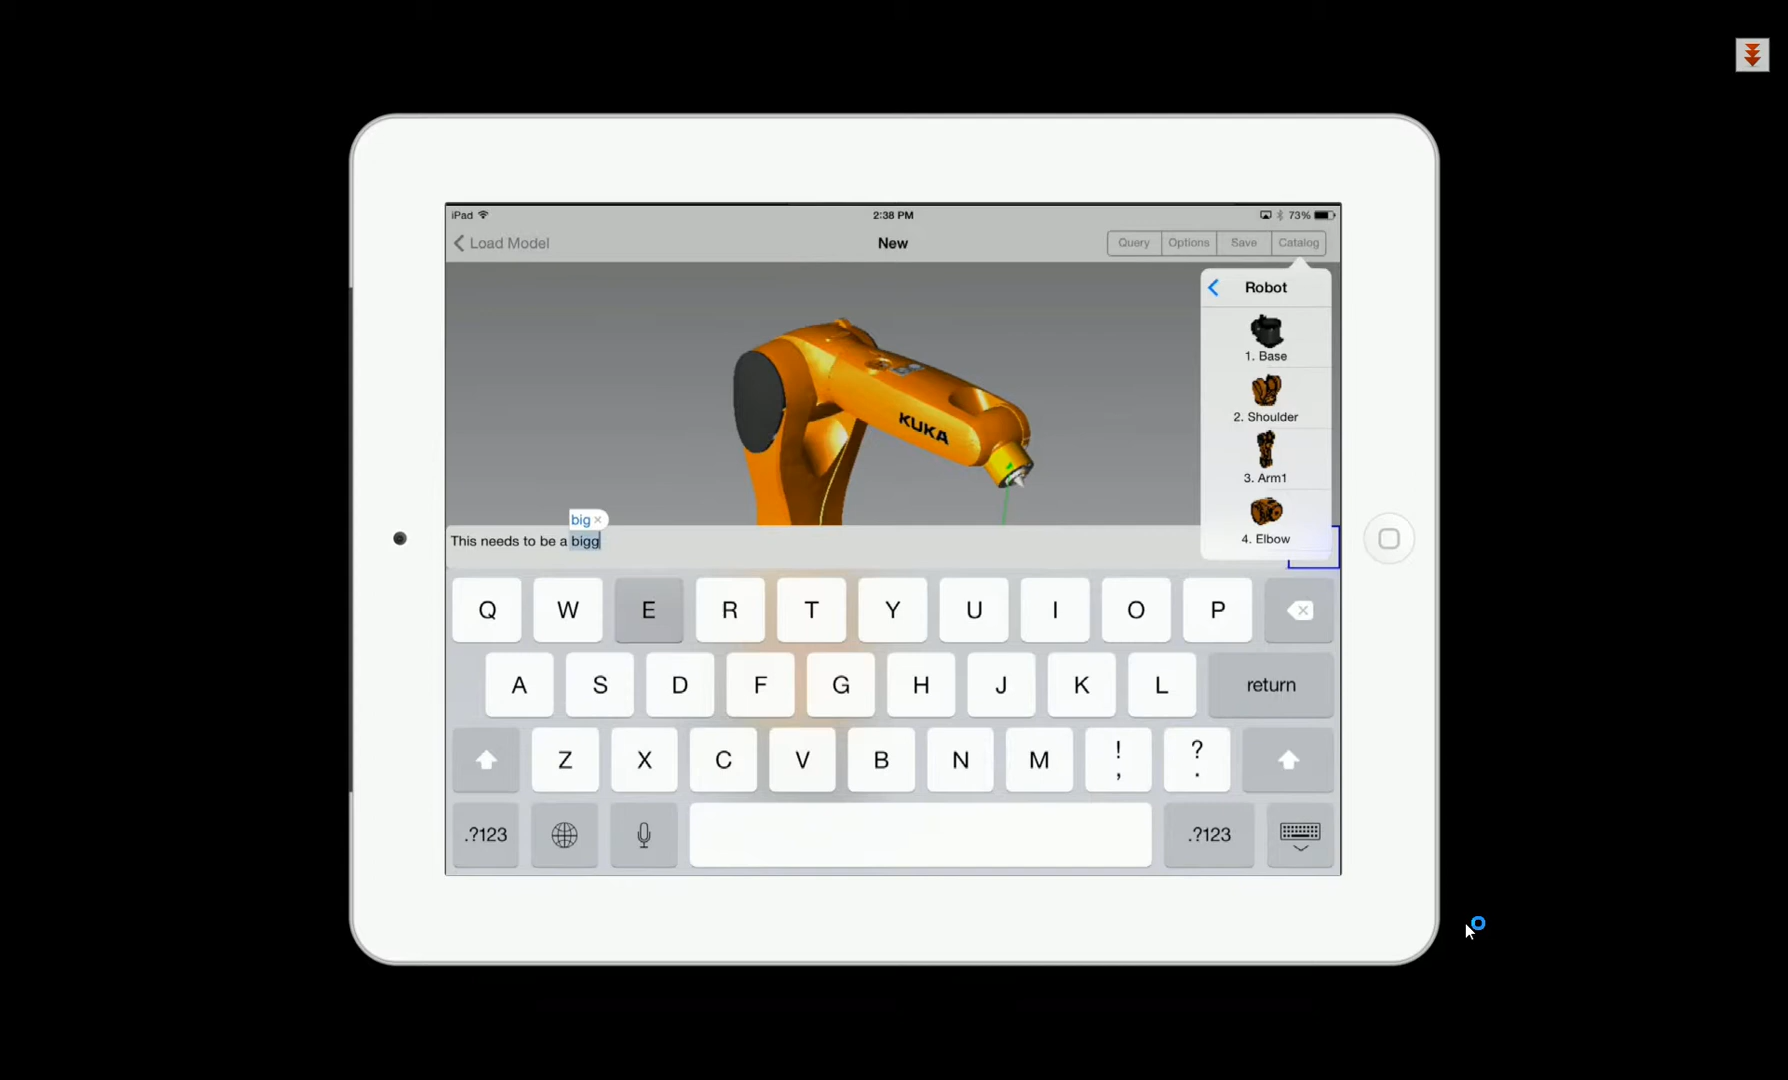 iPad 2:38 PM 73%
Load Model New Query Options Save Catalog
Robot
1. Base
2. Shoulder
3. Arm1
4. Elbow
KUKA
big ×
This needs to be a bigg
Q W E R T Y U I O P
A S D F G H J K L return
Z X C V B N M ! , ? .
.?123 .?123